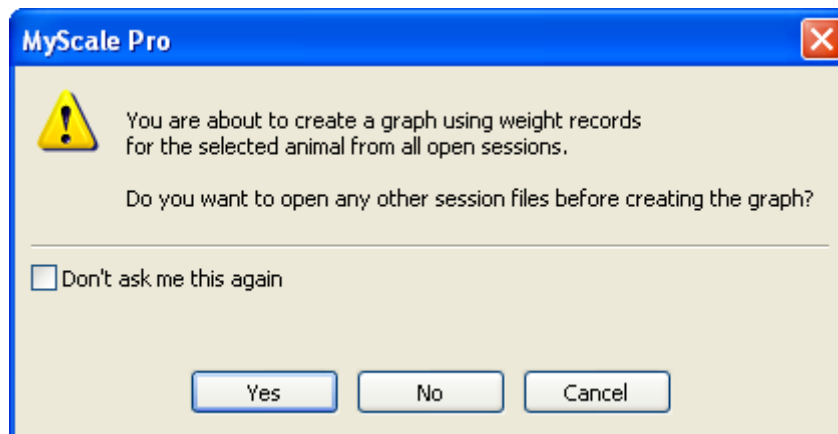 MyScale Pro
You are about to create a graph using weight records
for the selected animal from all open sessions.
Do you want to open any other session files before creating the graph?
Don't ask me this again
Yes
No
Cancel